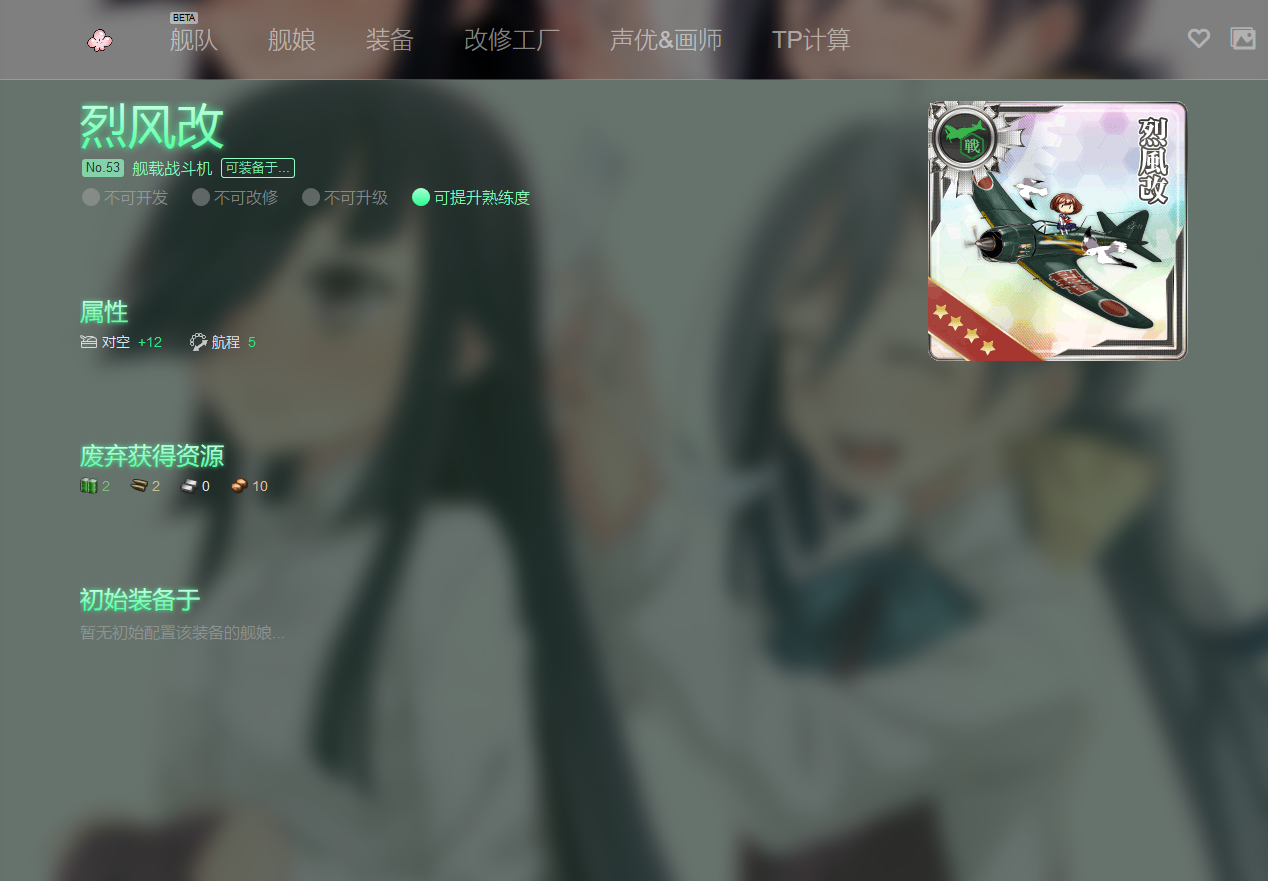 BETA
舰队 舰娘 装备 改修工厂 声优&画师 TP计算
烈风改
No.53 舰载战斗机 可装备于...
不可开发 不可改修 不可升级 可提升熟练度
戦
烈風改
属性
对空 +12 航程 5
废弃获得资源
2 2 0 10
初始装备于
暂无初始配置该装备的舰娘...